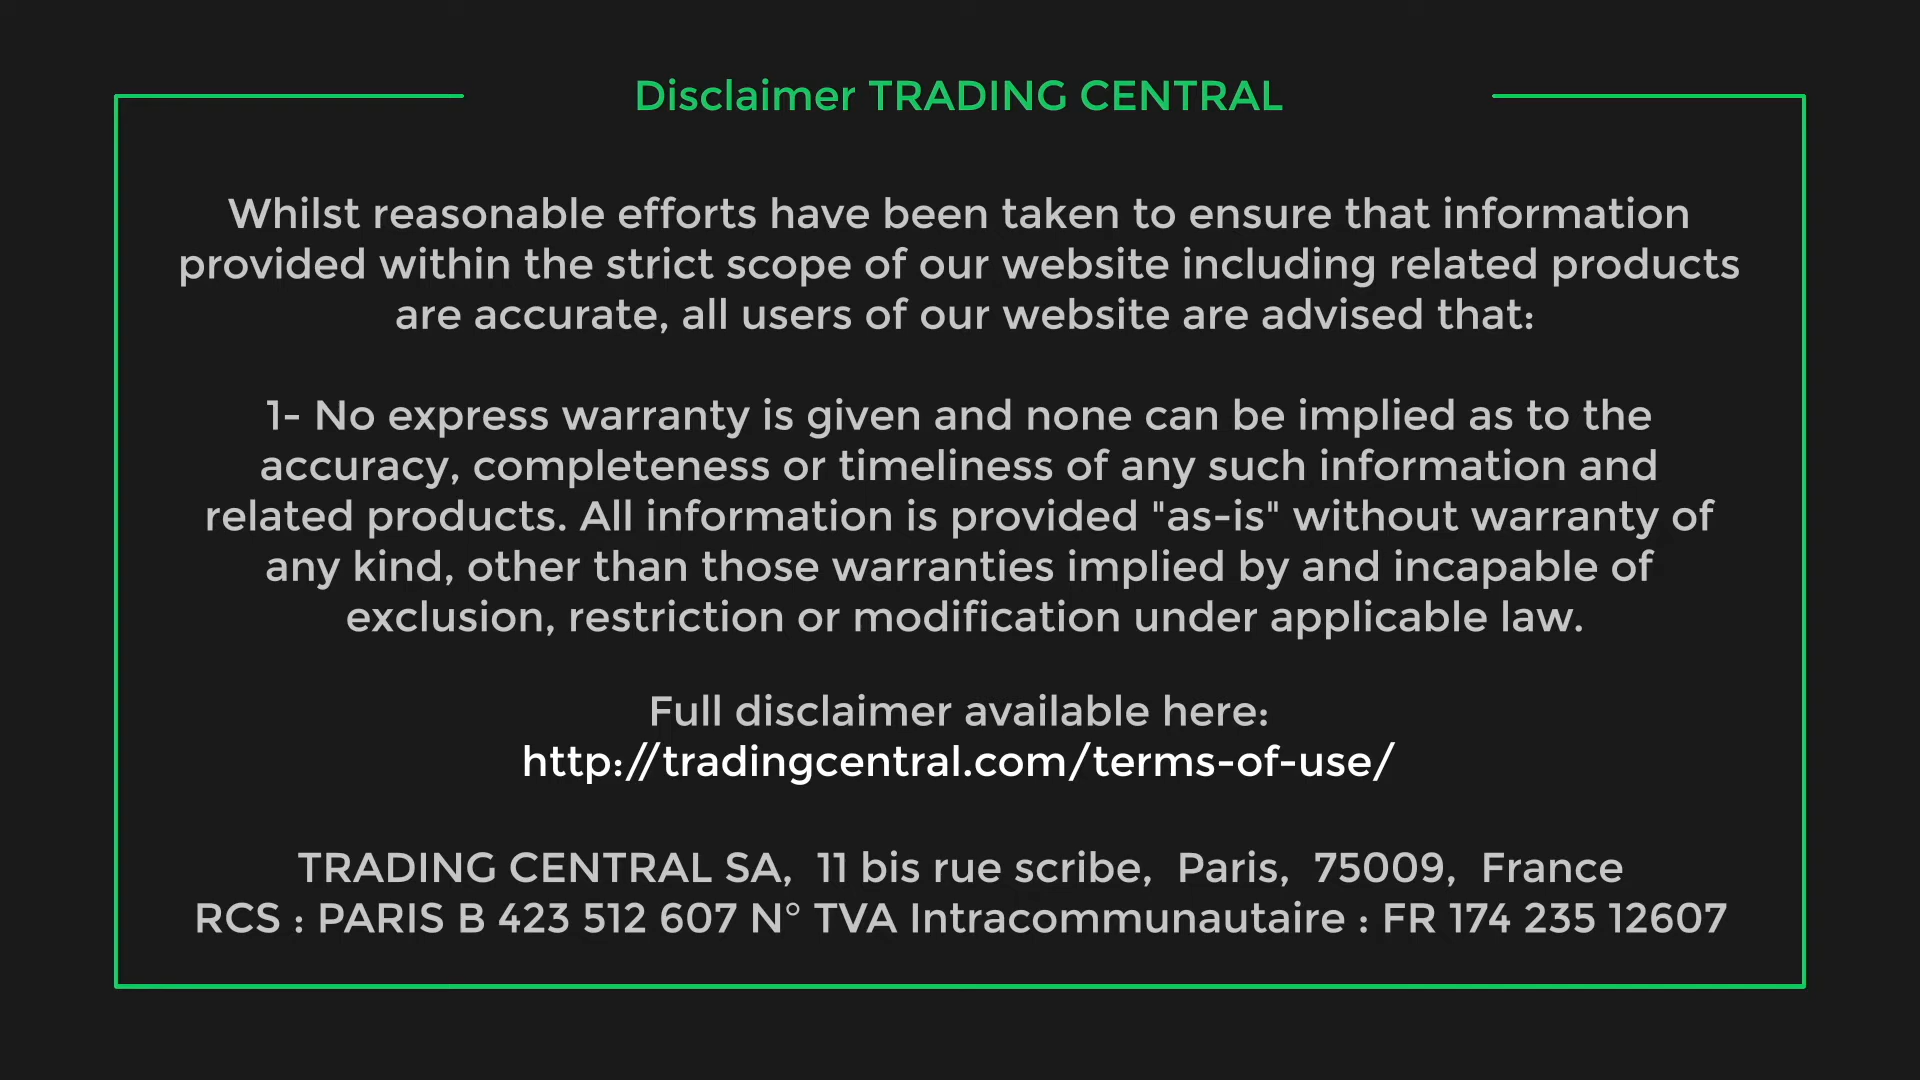 Disclaimer TRADING CENTRAL
Whilst reasonable efforts have been taken to ensure that information
provided within the strict scope of our website including related products
are accurate, all users of our website are advised that:
1- No express warranty is given and none can be implied as to the
accuracy, completeness or timeliness of any such information and
related products. All information is provided "as-is" without warranty of
any kind, other than those warranties implied by and incapable of
exclusion, restriction or modification under applicable law.
Full disclaimer available here:
http://tradingcentral.com/terms-of-use/
TRADING CENTRAL SA, 11 bis rue scribe, Paris, 75009, France
RCS : PARIS B 423 512 607 N° TVA Intracommunautaire : FR 174 235 12607